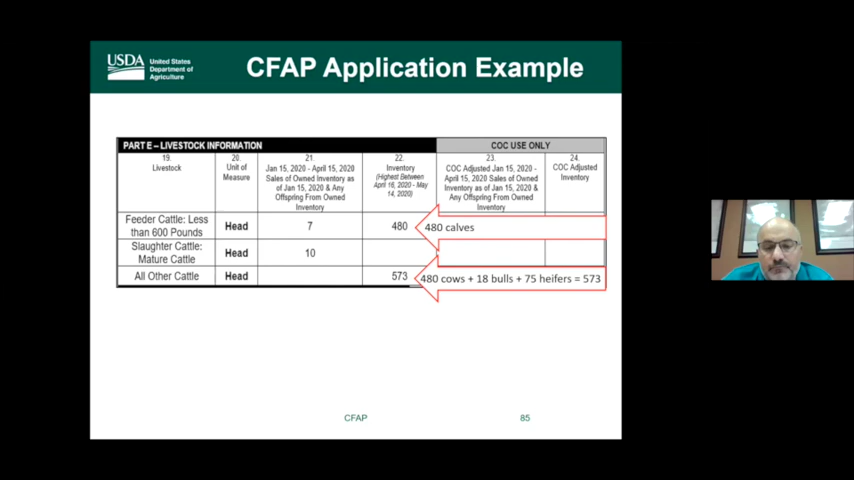 USDA
United States
Department of
Agriculture
CFAP Application Example
PART E – LIVESTOCK INFORMATION
COC USE ONLY
19.
Livestock
20.
Unit of
Measure
21.
Jan 15, 2020 - April 15, 2020
Sales of Owned Inventory as
of Jan 15, 2020 & Any
Offspring From Owned
Inventory
22.
Inventory
(Highest Between
April 16, 2020 - May
14, 2020)
23.
COC Adjusted Jan 15, 2020 -
April 15, 2020 Sales of Owned
Inventory as of Jan 15, 2020 &
Any Offspring From Owned
Inventory
24.
COC Adjusted
Inventory
Feeder Cattle: Less
than 600 Pounds
Head
7
480
480 calves
Slaughter Cattle:
Mature Cattle
Head
10
All Other Cattle
Head
573
480 cows + 18 bulls + 75 heifers = 573
CFAP
85